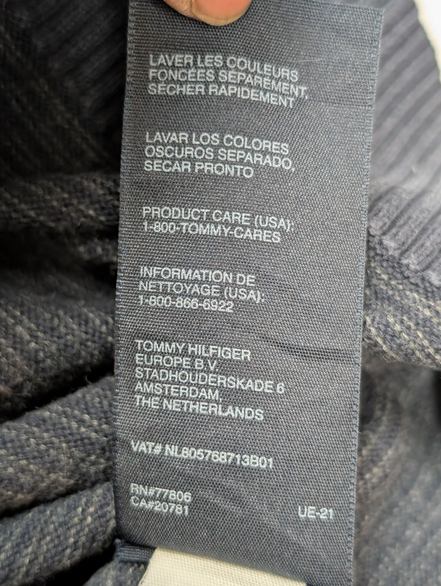 LAVER LES COULEURS
FONCÉES SÉPAREMENT,
SÉCHER RAPIDEMENT
LAVAR LOS COLORES
OSCUROS SEPARADO,
SECAR PRONTO
PRODUCT CARE (USA):
1-800-TOMMY-CARES
INFORMATION DE
NETTOYAGE (USA):
1-800-866-6922
TOMMY HILFIGER
EUROPE B.V.
STADHOUDERSKADE 6
AMSTERDAM,
THE NETHERLANDS
VAT# NL805768713B01
RN#77806
CA#20781 UE-21